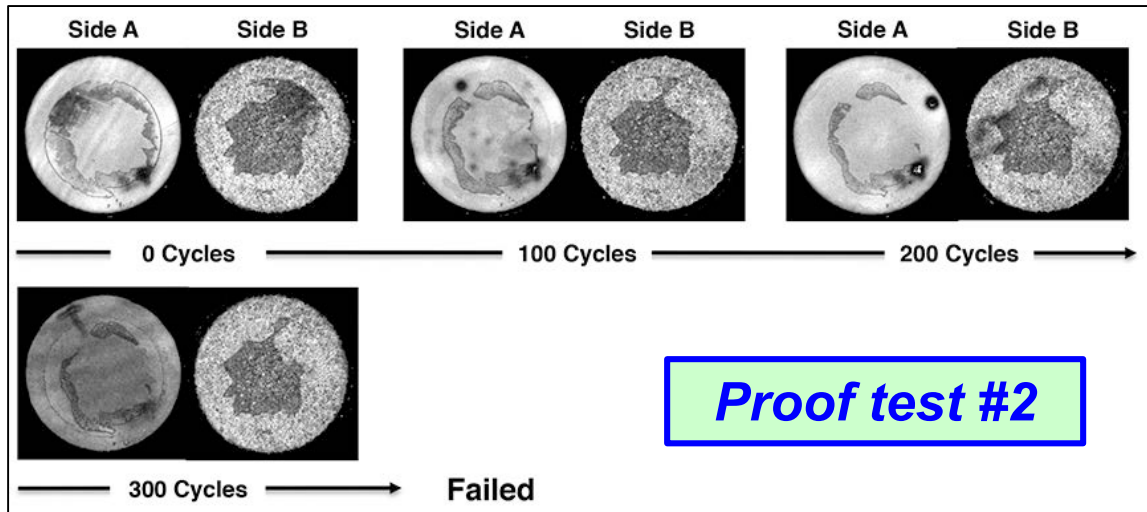 Side A Side B Side A Side B Side A Side B
0 Cycles 100 Cycles 200 Cycles
Proof test #2
300 Cycles Failed